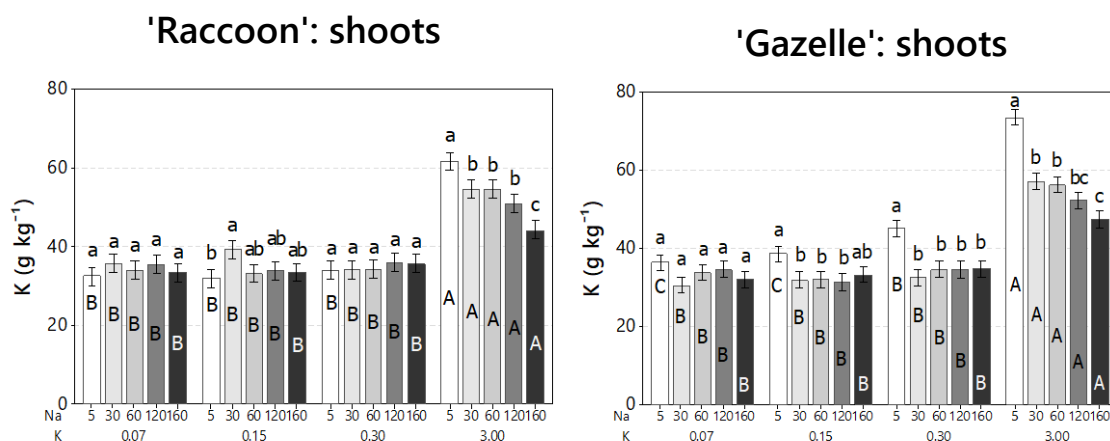 'Raccoon': shoots
K (g kg⁻¹)
80
60
40
20
0
a a a a a
b a ab ab ab
a a a a a
a b b b c
B B B B B
B B B B B
B B B B B
A A A A A
Na 5 30 60 120 160 5 30 60 120 160 5 30 60 120 160 5 30 60 120 160
K 0.07 0.15 0.30 3.00
'Gazelle': shoots
K (g kg⁻¹)
80
60
40
20
0
a a a a a
a b b b ab
a b b b b
a b b bc c
C B B B B
C B B B B
B B B B B
A A A A A
Na 5 30 60 120 160 5 30 60 120 160 5 30 60 120 160 5 30 60 120 160
K 0.07 0.15 0.30 3.00